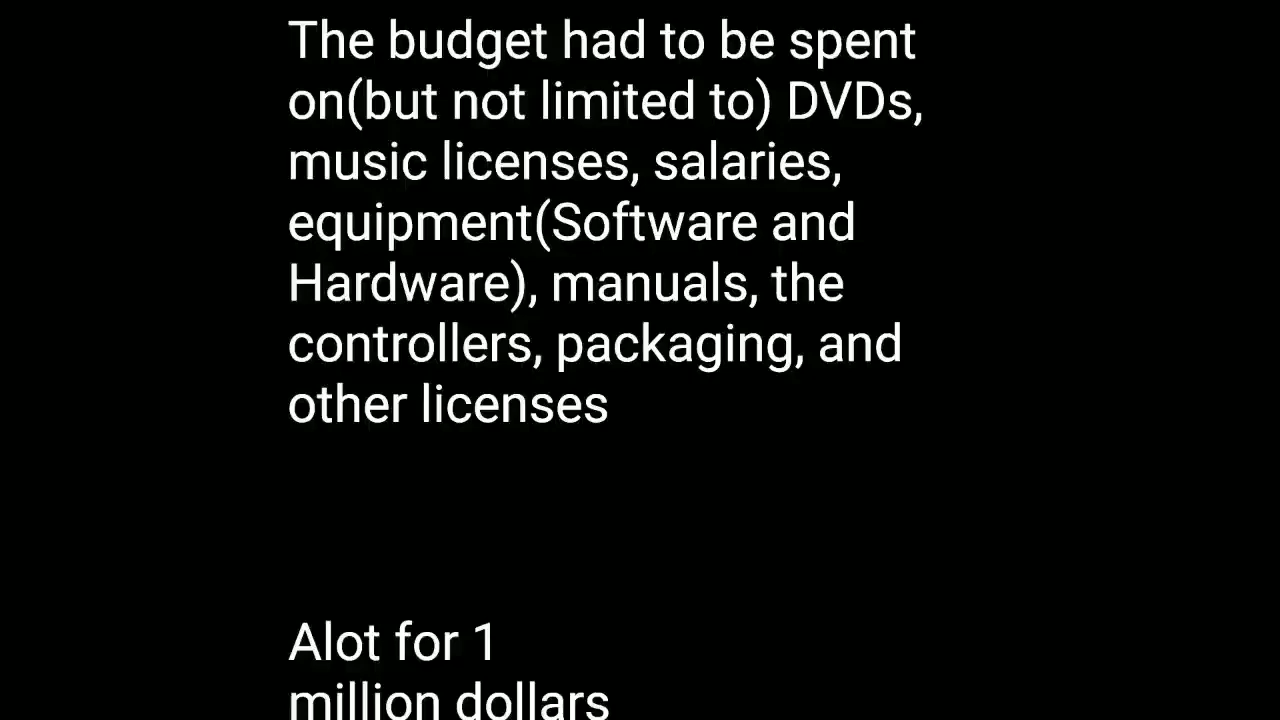 The budget had to be spent
on(but not limited to) DVDs,
music licenses, salaries,
equipment(Software and
Hardware), manuals, the
controllers, packaging, and
other licenses
Alot for 1
million dollars